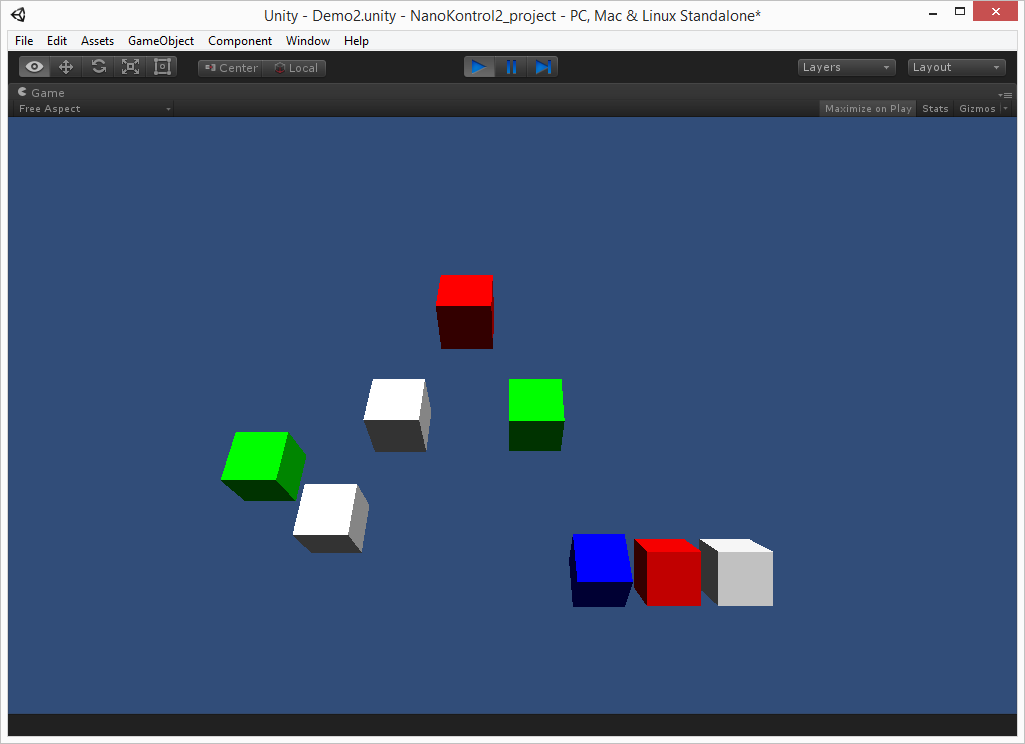 Unity - Demo2.unity - NanoKontrol2_project - PC, Mac & Linux Standalone*
File Edit Assets GameObject Component Window Help
Center Local Layers Layout
Game
Free Aspect Maximize on Play Stats Gizmos